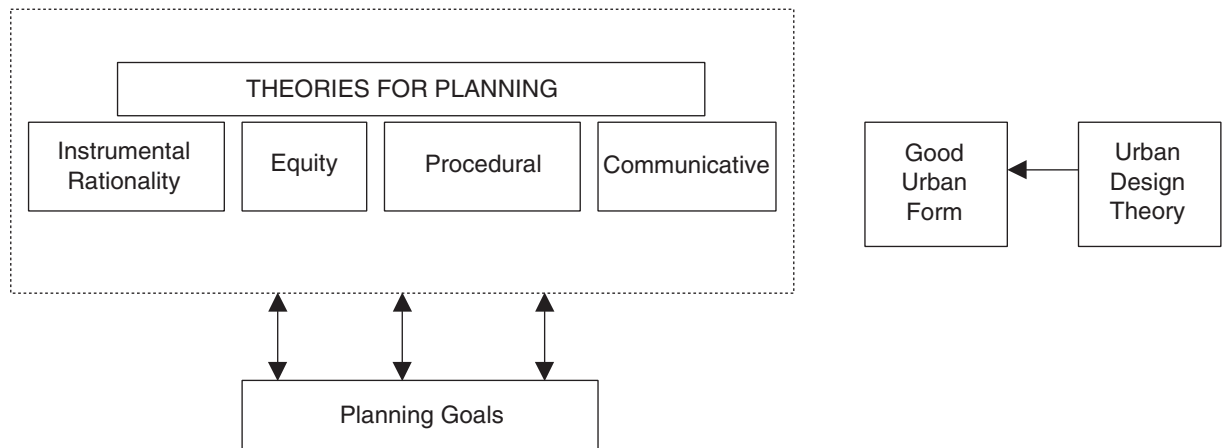 THEORIES FOR PLANNING
Instrumental
Rationality
Equity
Procedural
Communicative
Good
Urban
Form
Urban
Design
Theory
Planning Goals